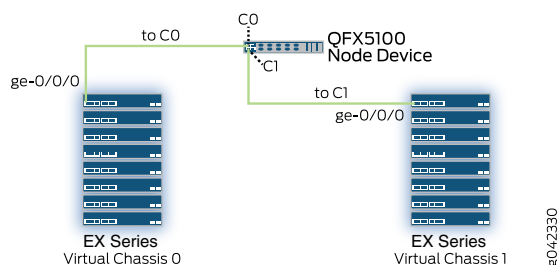 C0
to C0
QFX5100
Node Device
C1
ge-0/0/0
to C1
ge-0/0/0
EX Series
Virtual Chassis 0
EX Series
Virtual Chassis 1
g042330